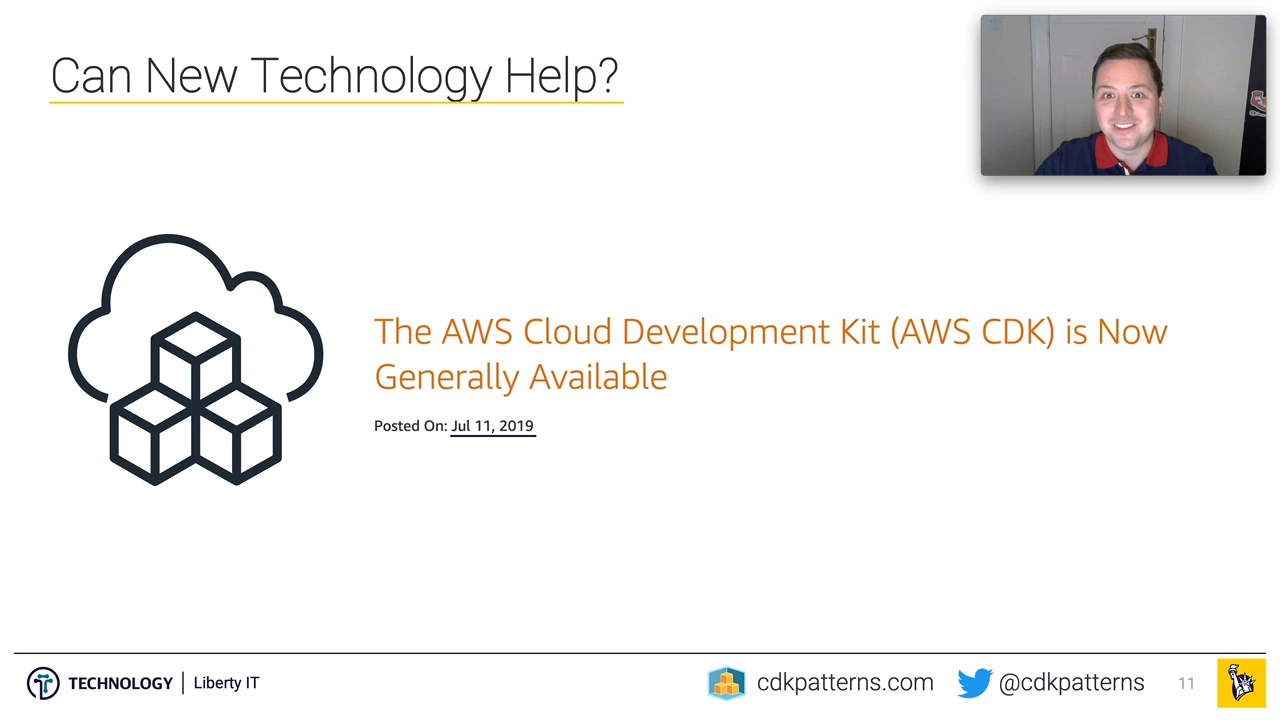 Can New Technology Help?
The AWS Cloud Development Kit (AWS CDK) is Now
Generally Available
Posted On: Jul 11, 2019
TECHNOLOGY | Liberty IT
cdkpatterns.com
@cdkpatterns
11